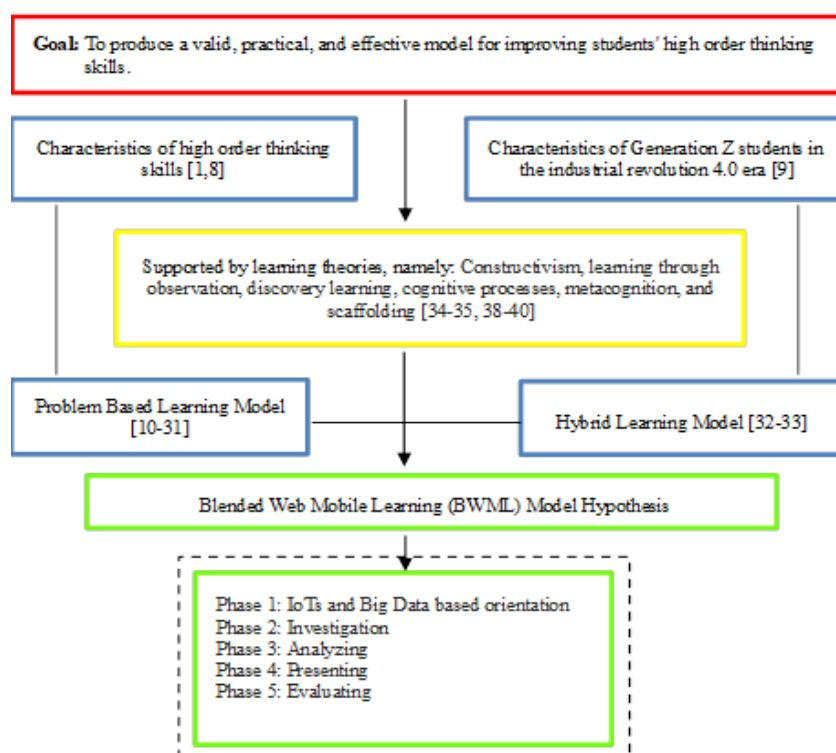 Goal: To produce a valid, practical, and effective model for improving students' high order thinking
skills.
Characteristics of high order thinking
skills [1,8]
Characteristics of Generation Z students in
the industrial revolution 4.0 era [9]
Supported by learning theories, namely: Constructivism, learning through
observation, discovery learning, cognitive processes, metacognition, and
scaffolding [34-35, 38-40]
Problem Based Learning Model
[10-31]
Hybrid Learning Model [32-33]
Blended Web Mobile Learning (BWML) Model Hypothesis
Phase 1: IoTs and Big Data based orientation
Phase 2: Investigation
Phase 3: Analyzing
Phase 4: Presenting
Phase 5: Evaluating